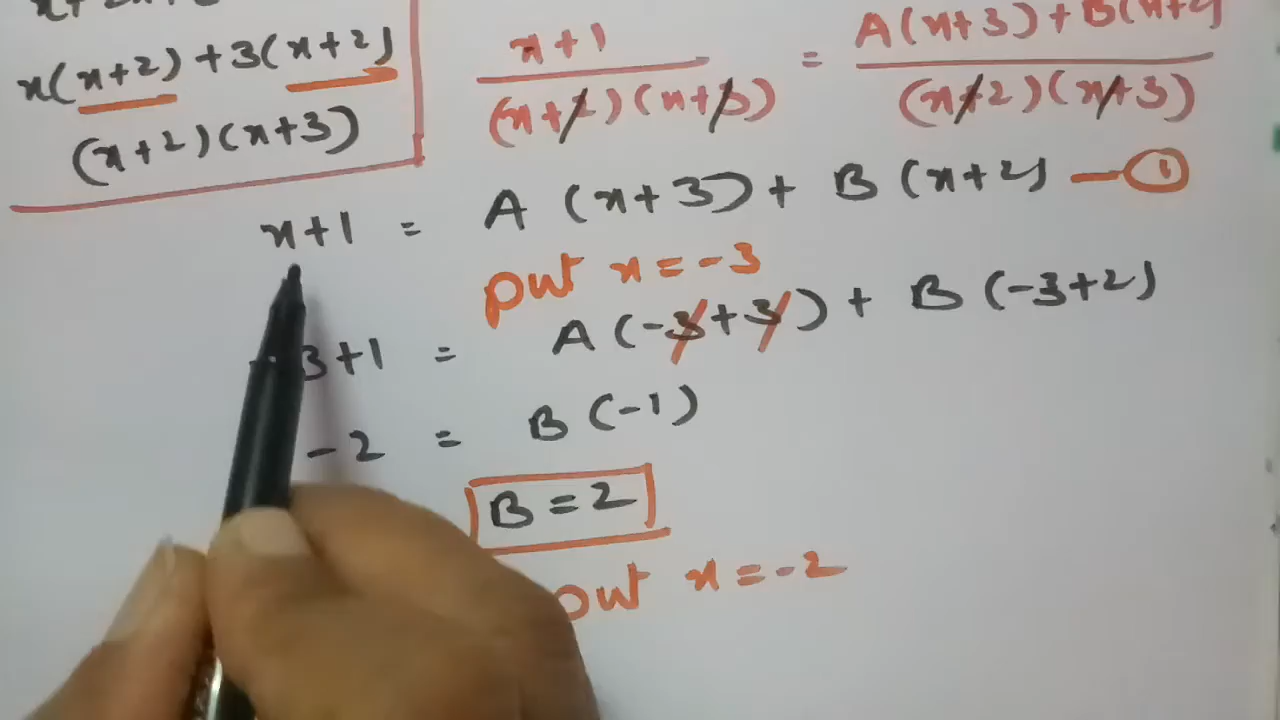 x(x+2)+3(x+2)
(x+2)(x+3)
x+1 / (x+2)(x+3) = A(x+3)+B(x+2) / (x+2)(x+3)
x+1 = A(x+3)+B(x+2) —①
put x=-3
3+1 = A(-3+3)+B(-3+2)
-2 = B(-1)
B=2
put x=-2